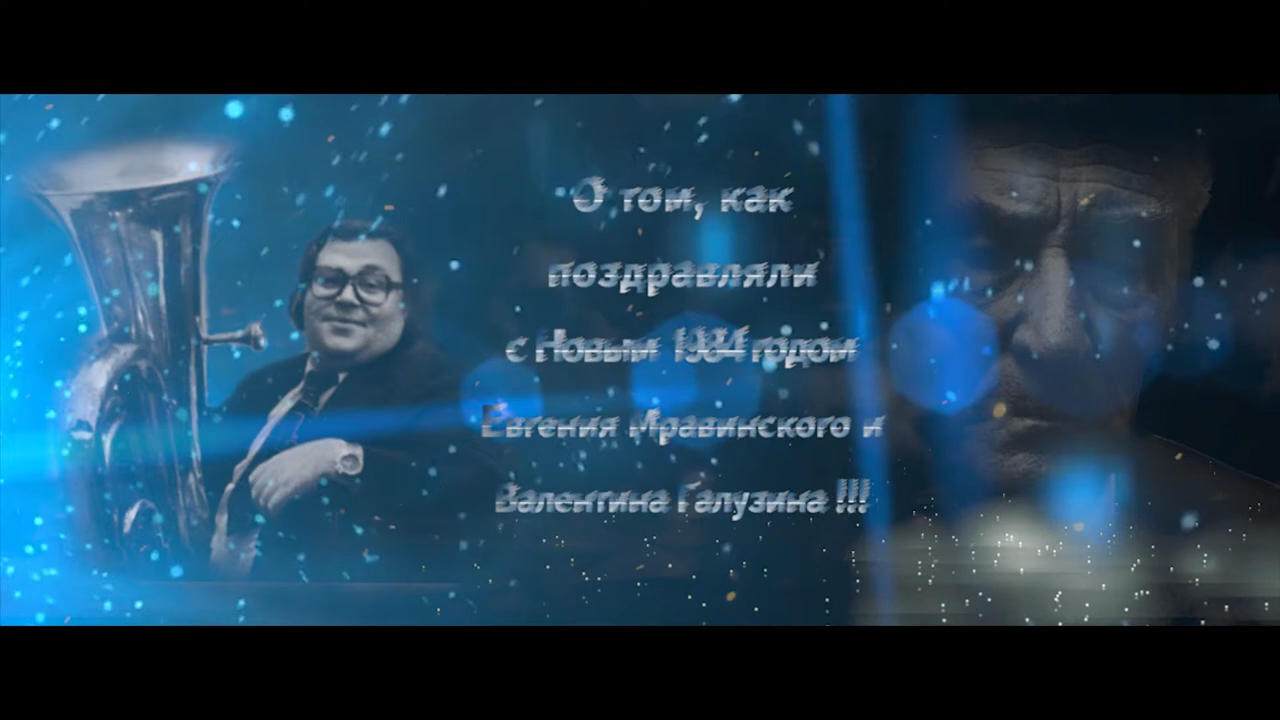 О том, как
поздравляли
с Новым 1984 годом
Евгения Мравинского и
Валентина Галузина !!!